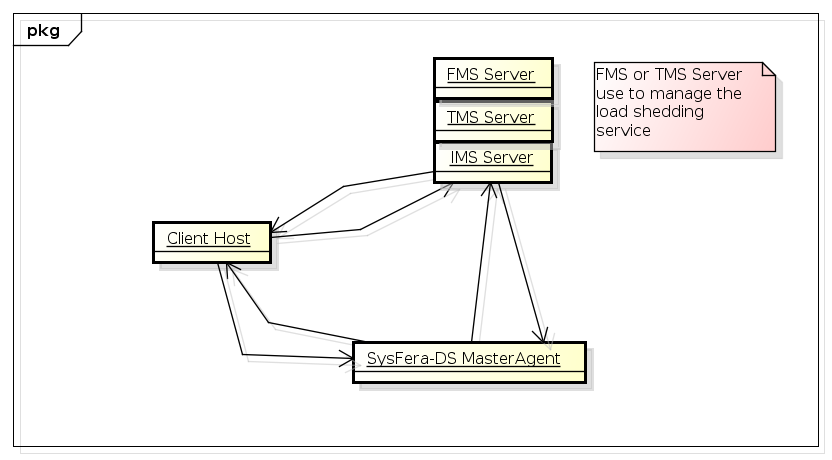 pkg
FMS Server
TMS Server
IMS Server
FMS or TMS Server
use to manage the
load shedding
service
Client Host
SysFera-DS MasterAgent